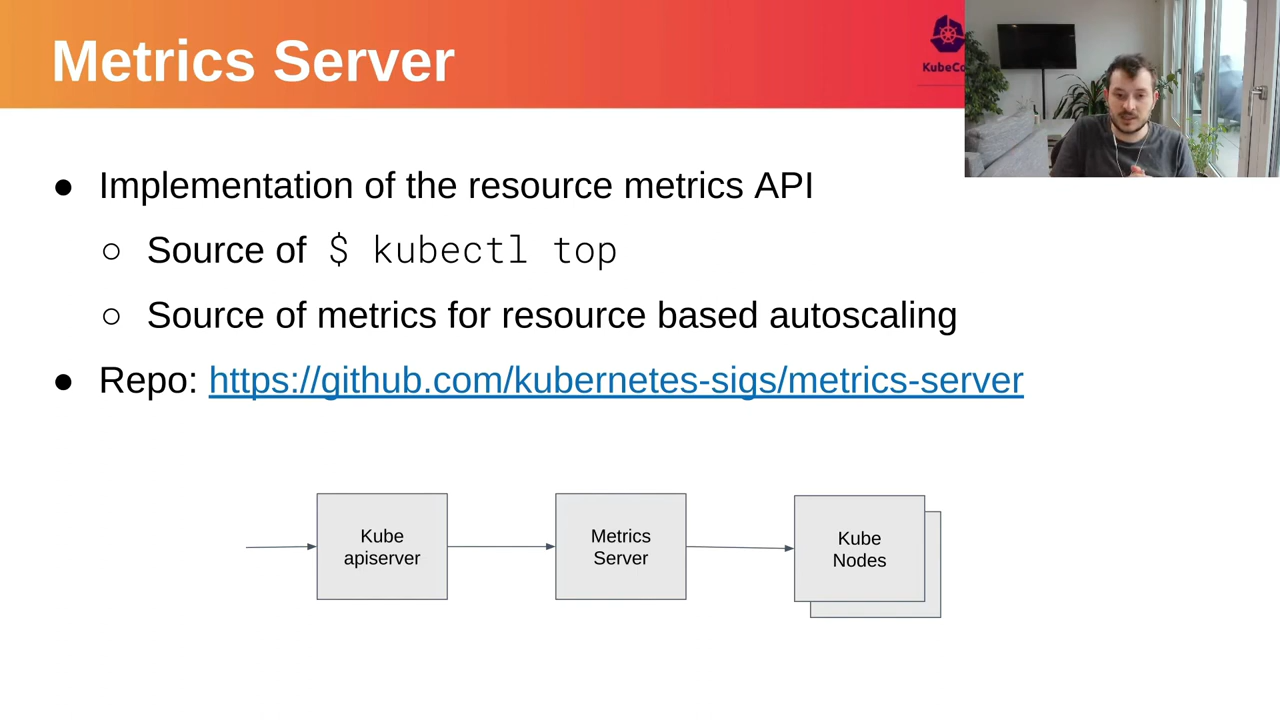 Metrics Server
● Implementation of the resource metrics API
○ Source of $ kubectl top
○ Source of metrics for resource based autoscaling
● Repo: https://github.com/kubernetes-sigs/metrics-server
Kube
apiserver
Metrics
Server
Kube
Nodes